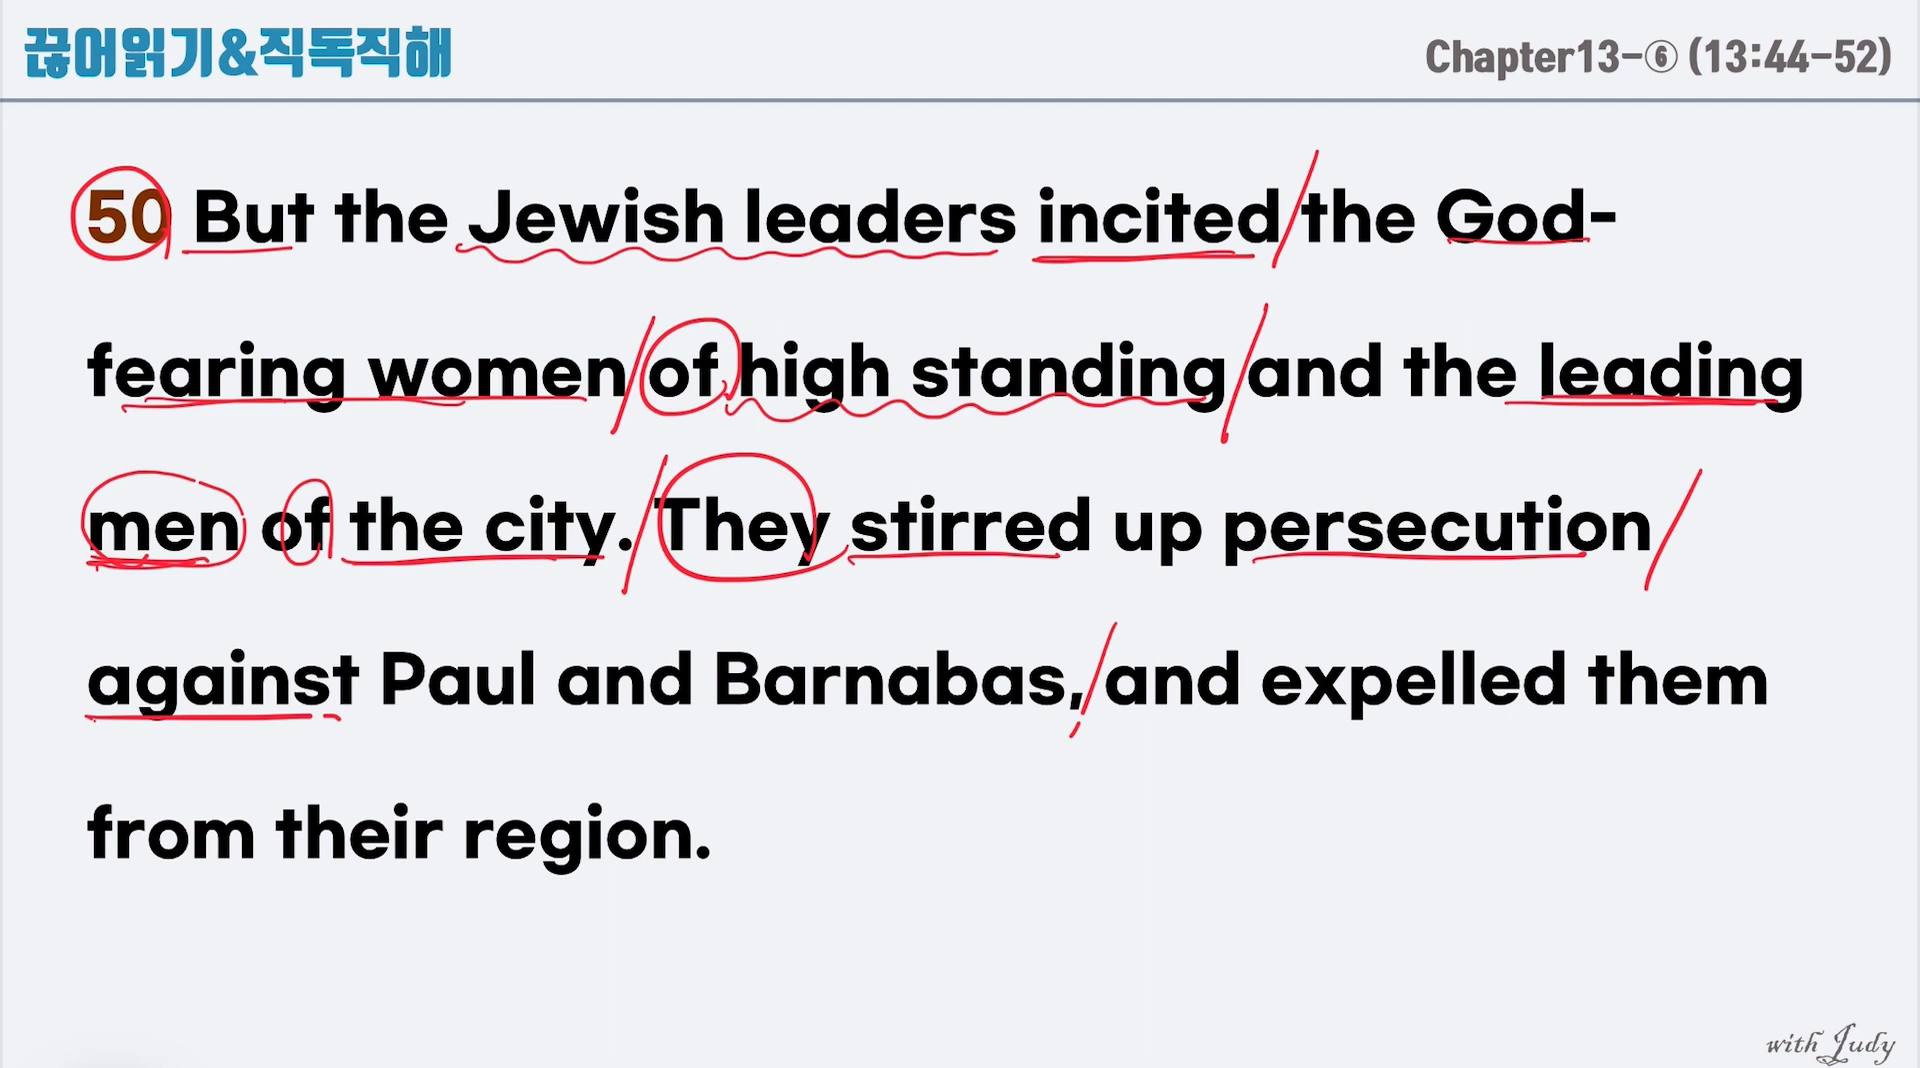 끊어읽기&직독직해
Chapter13-⑥ (13:44-52)
50 But the Jewish leaders incited the God-
fearing women of high standing and the leading
men of the city. They stirred up persecution
against Paul and Barnabas, and expelled them
from their region.
with Judy